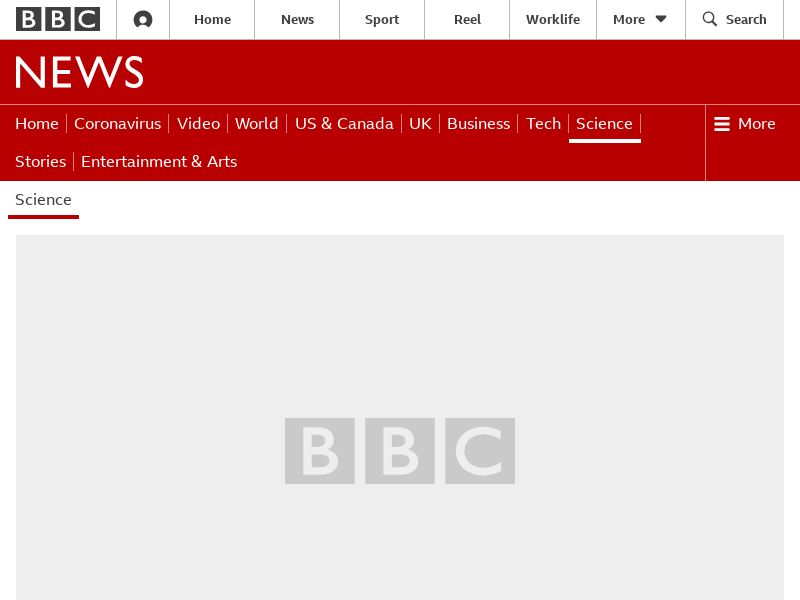 BBC Home News Sport Reel Worklife More Search
NEWS
Home Coronavirus Video World US & Canada UK Business Tech Science More
Stories Entertainment & Arts
Science
BBC